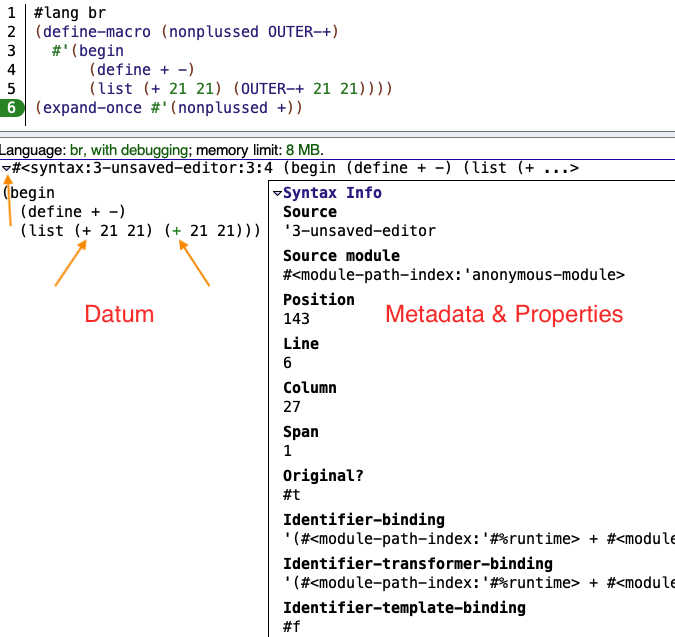 1 #lang br
2 (define-macro (nonplussed OUTER-+)
3 #'(begin
4 (define + -)
5 (list (+ 21 21) (OUTER-+ 21 21))))
6 (expand-once #'(nonplussed +))
Language: br, with debugging; memory limit: 8 MB.
#<syntax:3-unsaved-editor:3:4 (begin (define + -) (list (+ ...>
(begin
(define + -)
(list (+ 21 21) (+ 21 21)))
Datum
Syntax Info
Source
'3-unsaved-editor
Source module
#<module-path-index:'anonymous-module>
Position
143
Metadata & Properties
Line
6
Column
27
Span
1
Original?
#t
Identifier-binding
'(#<module-path-index:'#%runtime> + #<module
Identifier-transformer-binding
'(#<module-path-index:'#%runtime> + #<module
Identifier-template-binding
#f